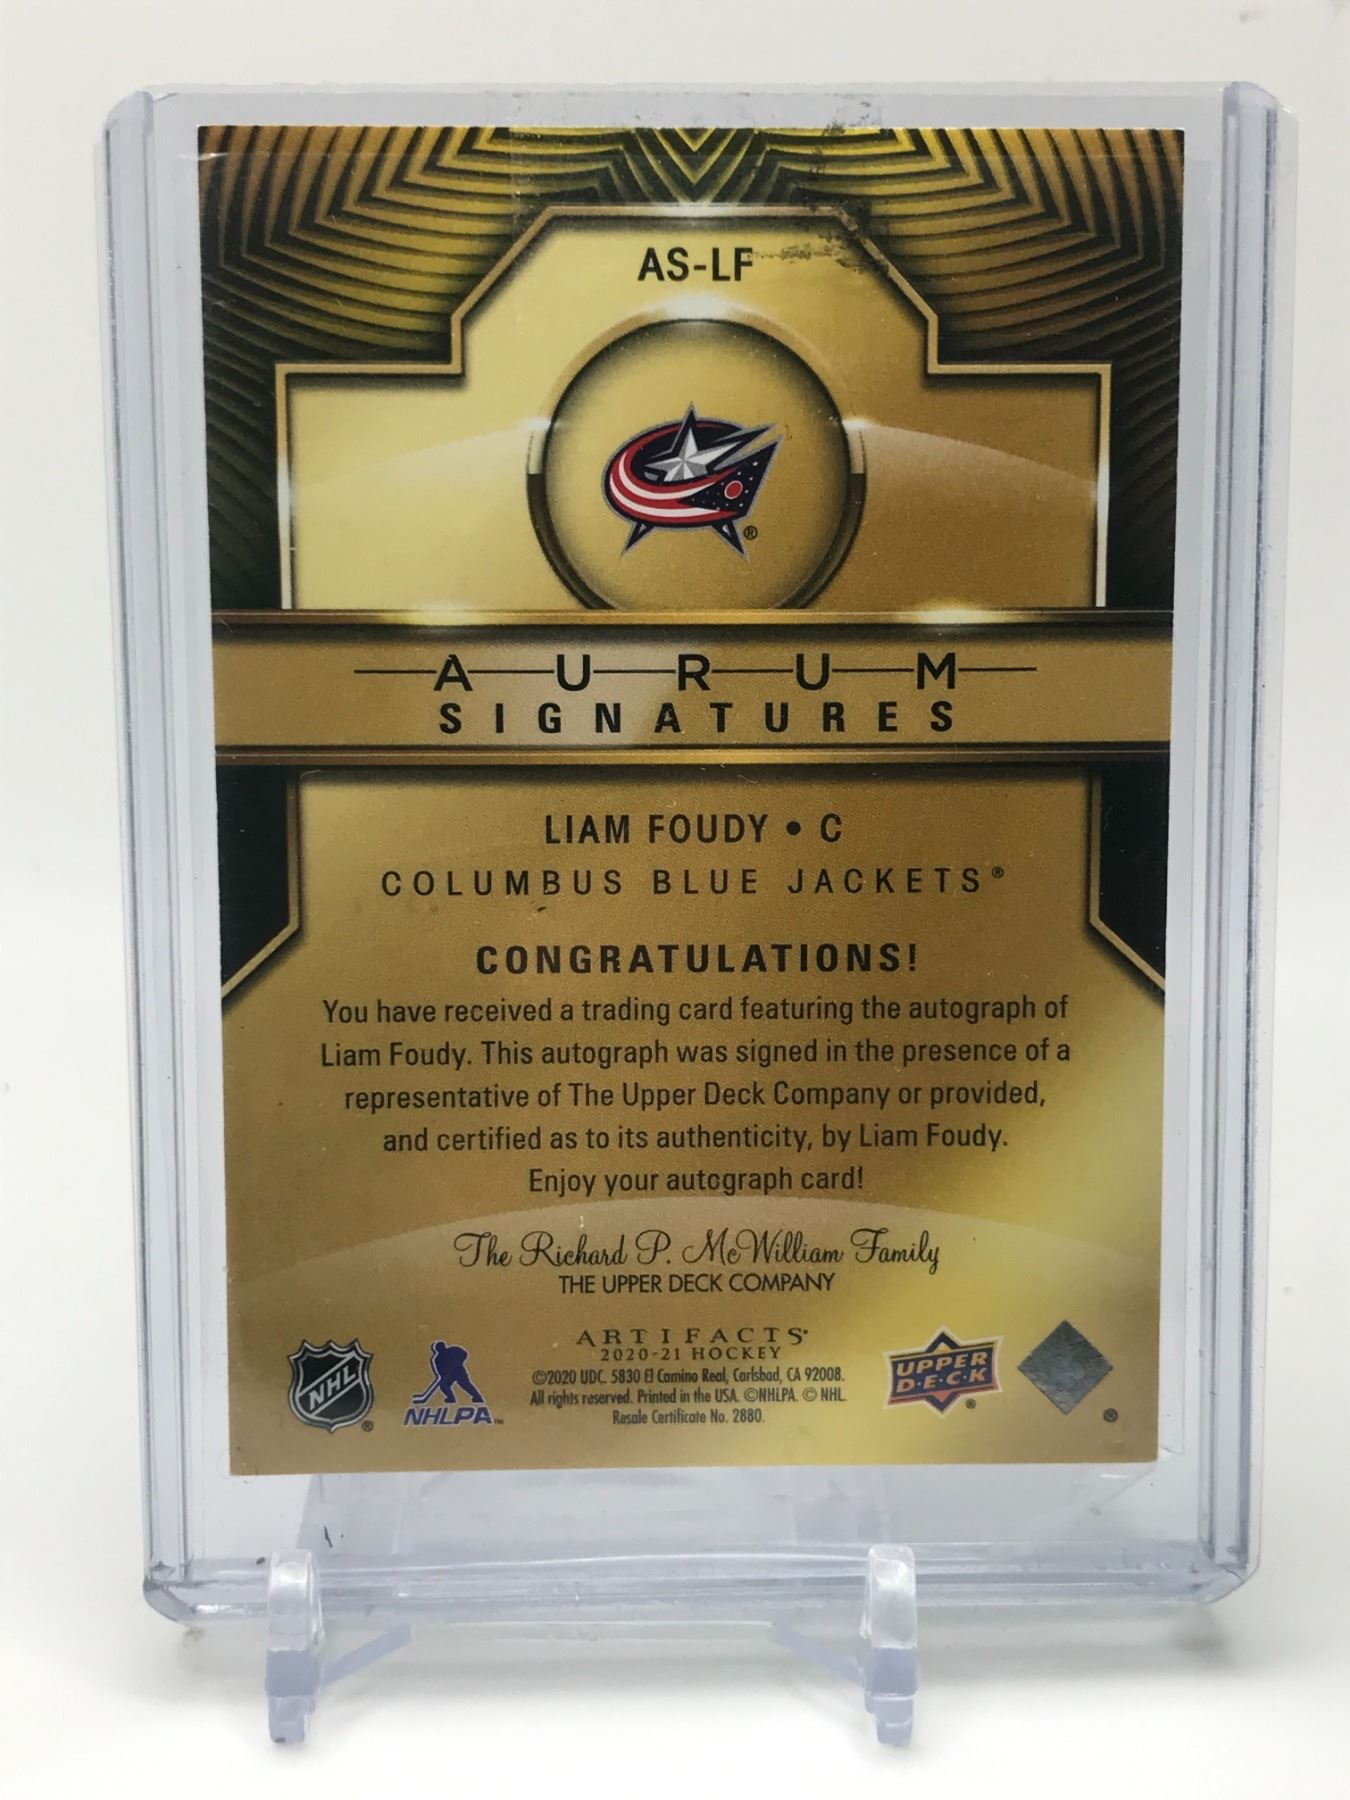 AS-LF
®
AURUM
SIGNATURES
LIAM FOUDY • C
COLUMBUS BLUE JACKETS®
CONGRATULATIONS!
You have received a trading card featuring the autograph of
Liam Foudy. This autograph was signed in the presence of a
representative of The Upper Deck Company or provided,
and certified as to its authenticity, by Liam Foudy.
Enjoy your autograph card!
The Richard P. McWilliam Family
THE UPPER DECK COMPANY
ARTIFACTS®
2020-21 HOCKEY
©2020 UDC. 5830 El Camino Real, Carlsbad, CA 92008.
All rights reserved. Printed in the USA. ©NHLPA. © NHL.
Resale Certificate No. 2880.
NHL ®
NHLPA™
UPPER
D·E·C·K ®
®